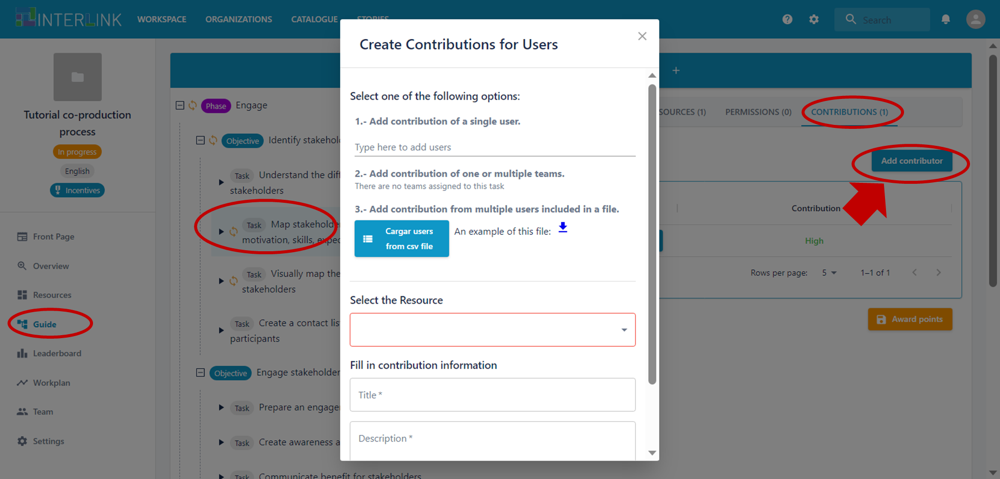 INTERLINK
WORKSPACE
ORGANIZATIONS
CATALOGUE
STORIES
Search
Tutorial co-production
process
In progress
English
Incentives
Front Page
Overview
Resources
Guide
Leaderboard
Workplan
Team
Settings
Phase Engage
Objective Identify
Task Understand the
stakeholders
Task Map
motivation, skills,
Task Visually map the
stakeholders
Task Create a contact
participants
Objective Engage
Task Prepare an
Task Create awareness
Task Communicate benefit for stakeholders
Create Contributions for Users
Select one of the following options:
1.- Add contribution of a single user.
Type here to add users
2.- Add contribution of one or multiple teams.
There are no teams assigned to this task
3.- Add contribution from multiple users included in a file.
Cargar users
from csv file
An example of this file:
Select the Resource
Fill in contribution information
Title *
Description *
+
SOURCES (1)
PERMISSIONS (0)
CONTRIBUTIONS (1)
Add contributor
Contribution
High
Rows per page: 5 1–1 of 1
Award points